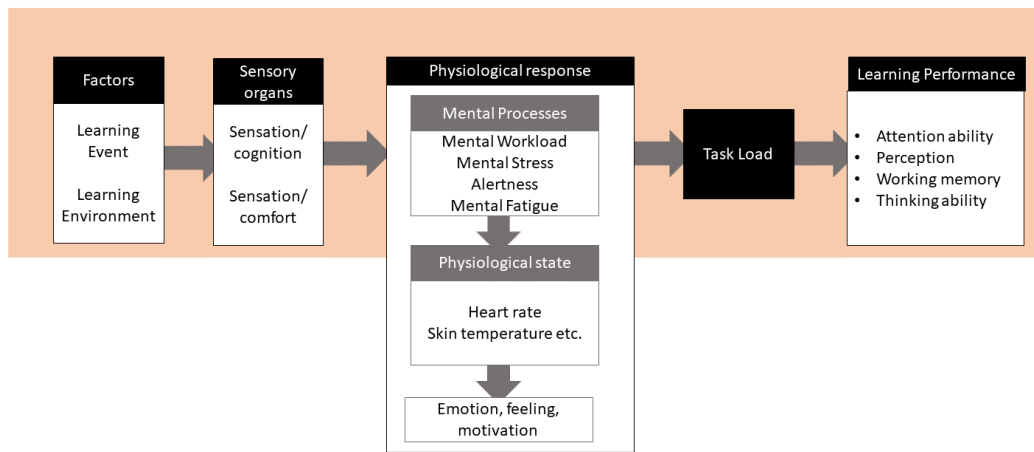 Factors
Learning
Event
Learning
Environment
Sensory
organs
Sensation/
cognition
Sensation/
comfort
Physiological response
Mental Processes
Mental Workload
Mental Stress
Alertness
Mental Fatigue
Physiological state
Heart rate
Skin temperature etc.
Emotion, feeling,
motivation
Task Load
Learning Performance
• Attention ability
• Perception
• Working memory
• Thinking ability